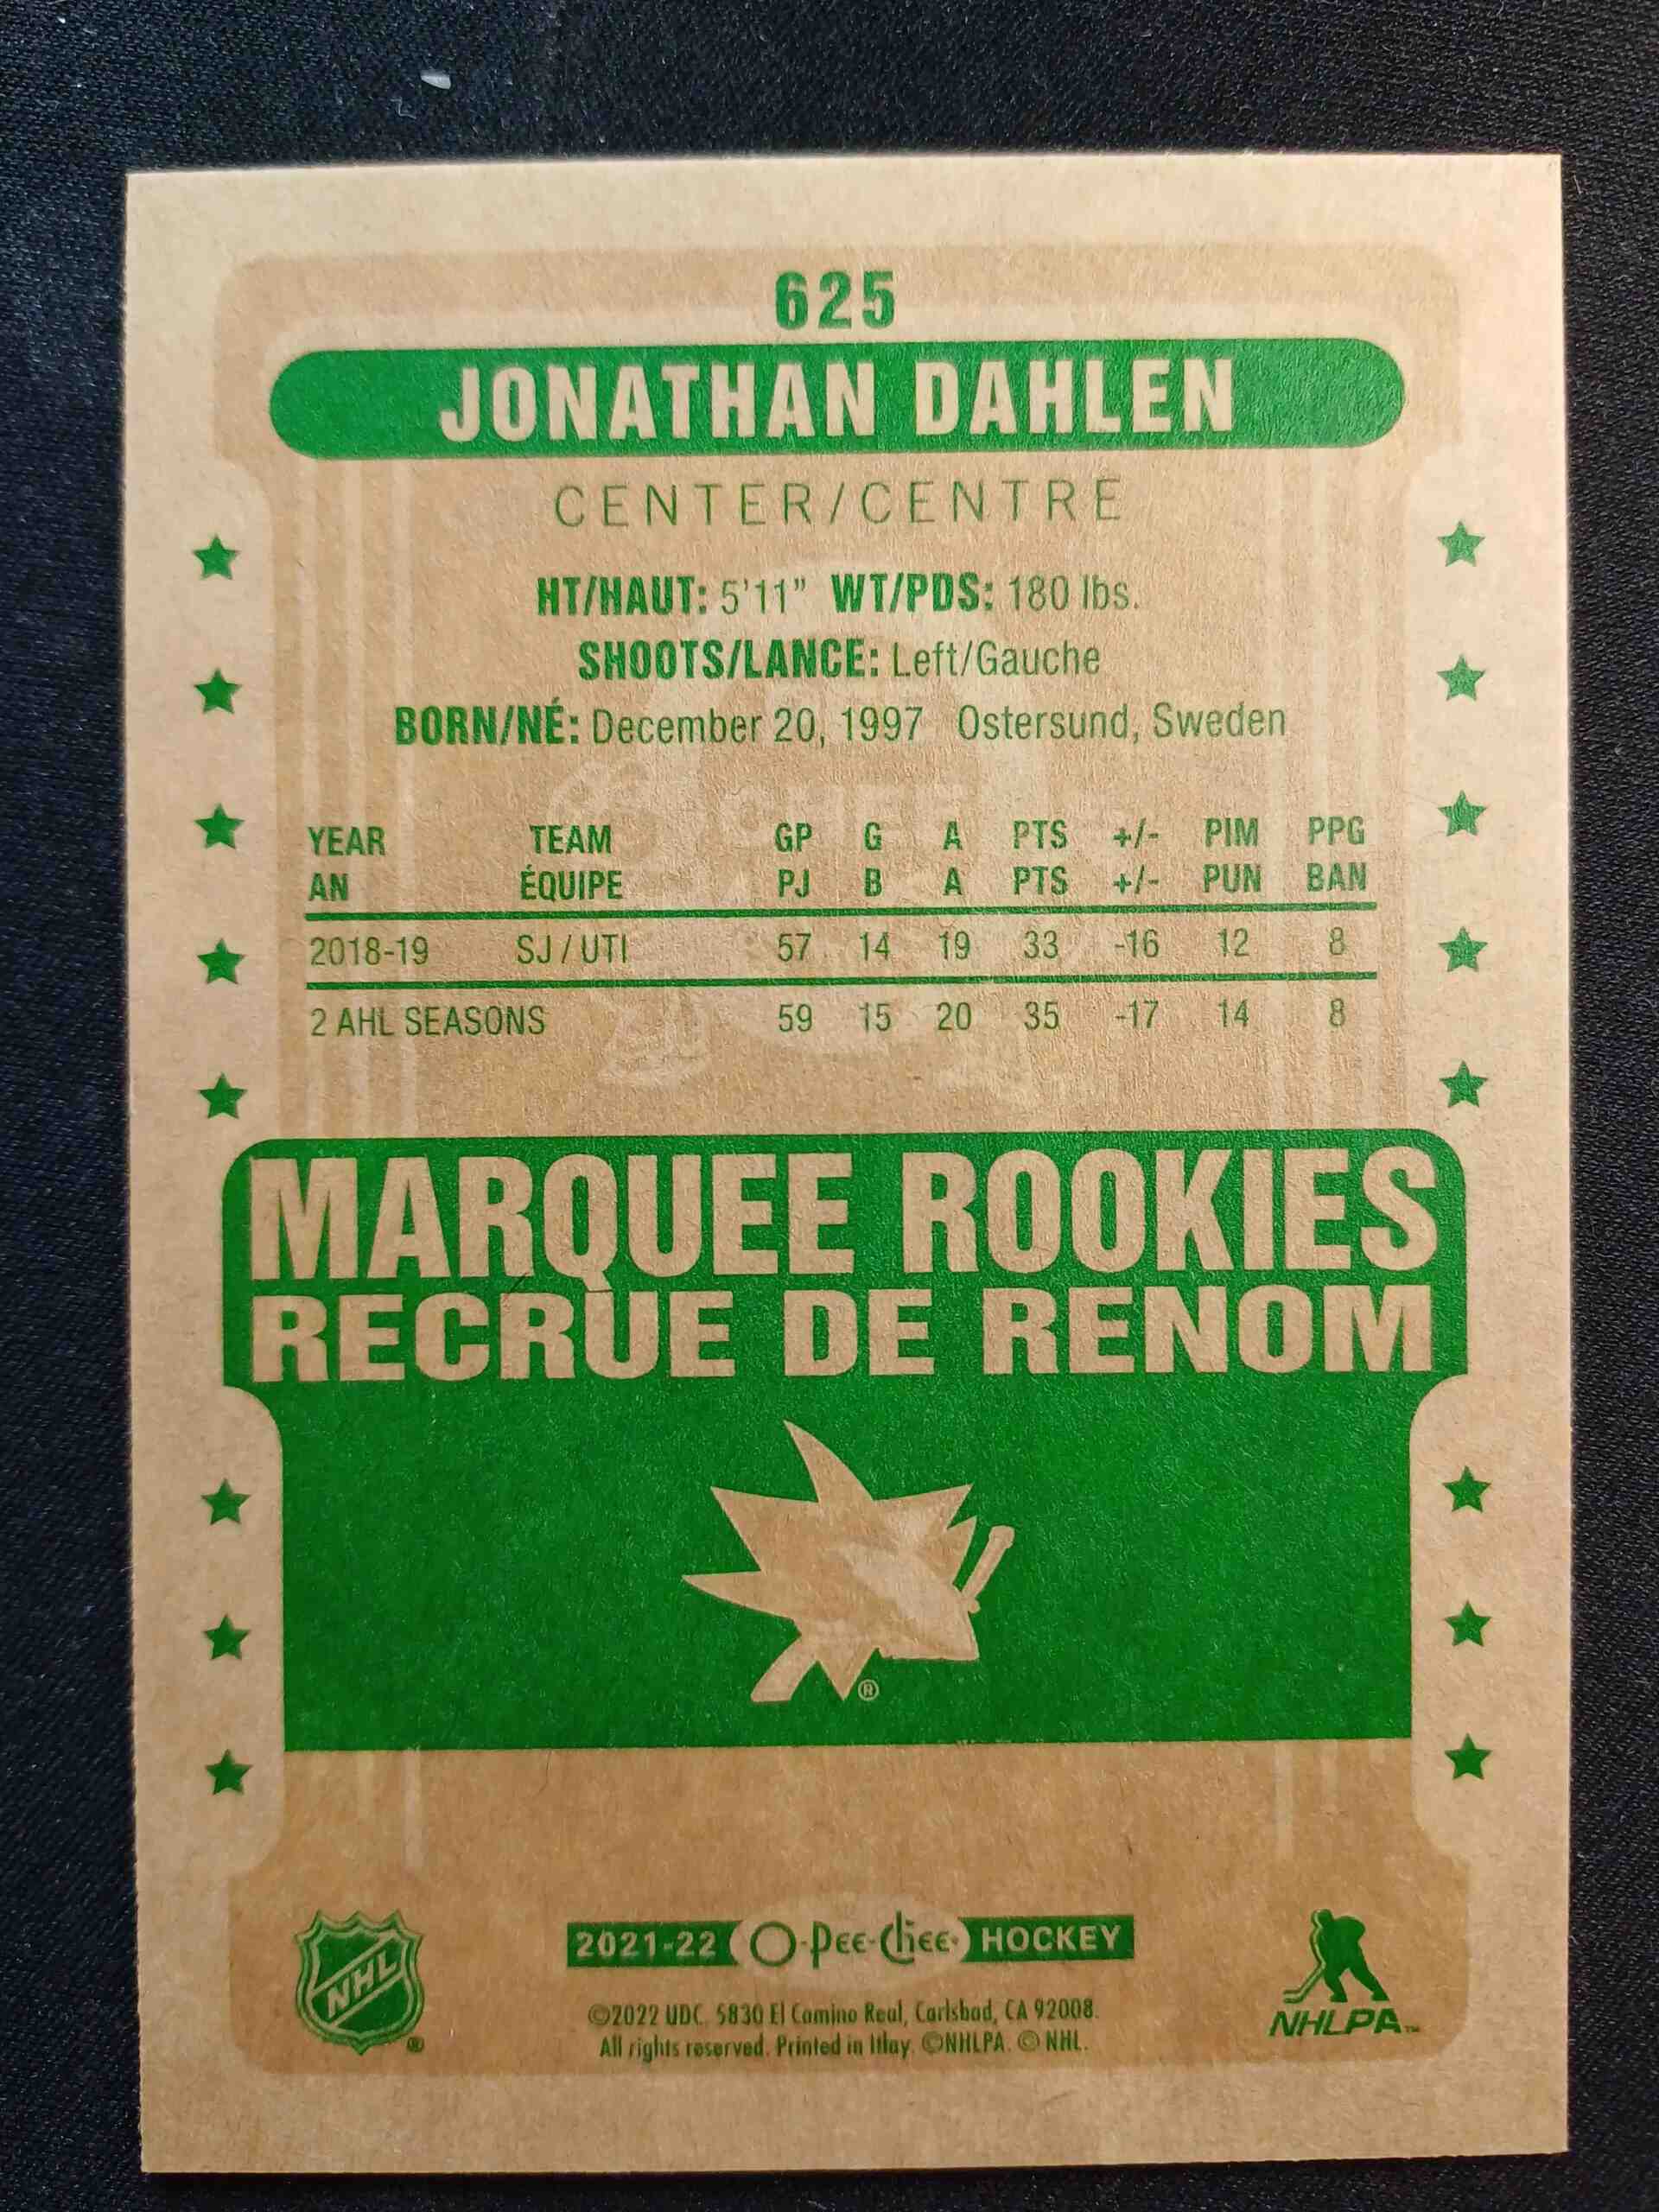 625
JONATHAN DAHLEN
CENTER/CENTRE
HT/HAUT: 5'11" WT/PDS: 180 lbs.
SHOOTS/LANCE: Left/Gauche
BORN/NÉ: December 20, 1997 Ostersund, Sweden
YEAR TEAM GP G A PTS +/- PIM PPG
AN ÉQUIPE PJ B A PTS +/- PUN BAN
2018-19 SJ / UTI 57 14 19 33 -16 12 8
2 AHL SEASONS 59 15 20 35 -17 14 8
MARQUEE ROOKIES
RECRUE DE RENOM
®
NHL ®
2021-22 O-Pee-Chee HOCKEY
©2022 UDC. 5830 El Camino Real, Carlsbad, CA 92008.
All rights reserved. Printed in Itlay. ©NHLPA. © NHL.
NHLPA™